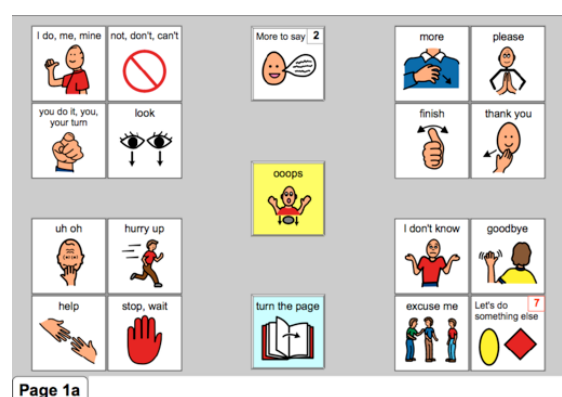 I do, me, mine
not, don't, can't
More to say 2
more
please
you do it, you,
your turn
look
finish
thank you
ooops
uh oh
hurry up
I don't know
goodbye
help
stop, wait
turn the page
excuse me
Let's do 7
something else
Page 1a